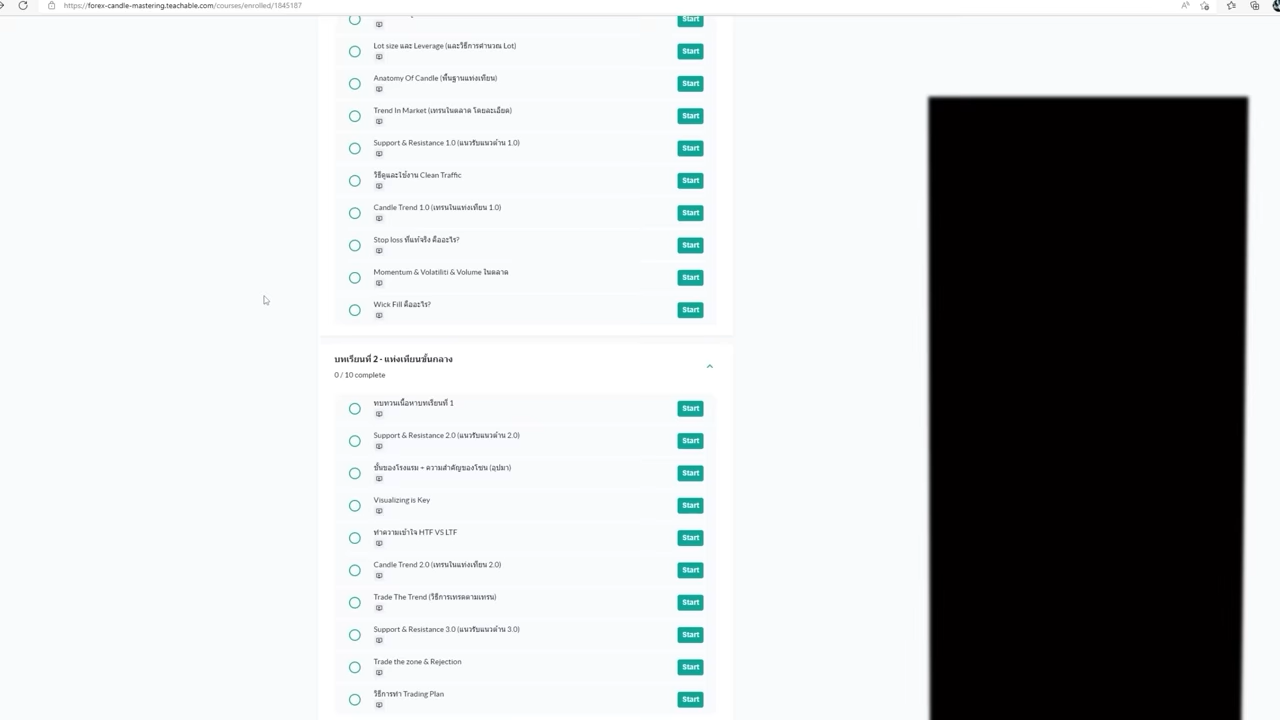 https://forex-candle-mastering.teachable.com/courses/enrolled/1845187
Start
Lot size และ Leverage (และวิธีการคำนวณ Lot)
Start
Anatomy Of Candle (พื้นฐานแท่งเทียน)
Start
Trend In Market (เทรนในตลาด โดยละเอียด)
Start
Support & Resistance 1.0 (แนวรับแนวต้าน 1.0)
Start
วิธีดูและใช้งาน Clean Traffic
Start
Candle Trend 1.0 (เทรนในแท่งเทียน 1.0)
Start
Stop loss ที่แท้จริง คืออะไร?
Start
Momentum & Volatiliti & Volume ในตลาด
Start
Wick Fill คืออะไร?
Start
บทเรียนที่ 2 - แท่งเทียนขั้นกลาง
0 / 10 complete
ทบทวนเนื้อหาบทเรียนที่ 1
Start
Support & Resistance 2.0 (แนวรับแนวต้าน 2.0)
Start
ชั้นของโรงแรม + ความสำคัญของโซน (อุปมา)
Start
Visualizing is Key
Start
ทำความเข้าใจ HTF VS LTF
Start
Candle Trend 2.0 (เทรนในแท่งเทียน 2.0)
Start
Trade The Trend (วิธีการเทรดตามเทรน)
Start
Support & Resistance 3.0 (แนวรับแนวต้าน 3.0)
Start
Trade the zone & Rejection
Start
วิธีการทำ Trading Plan
Start